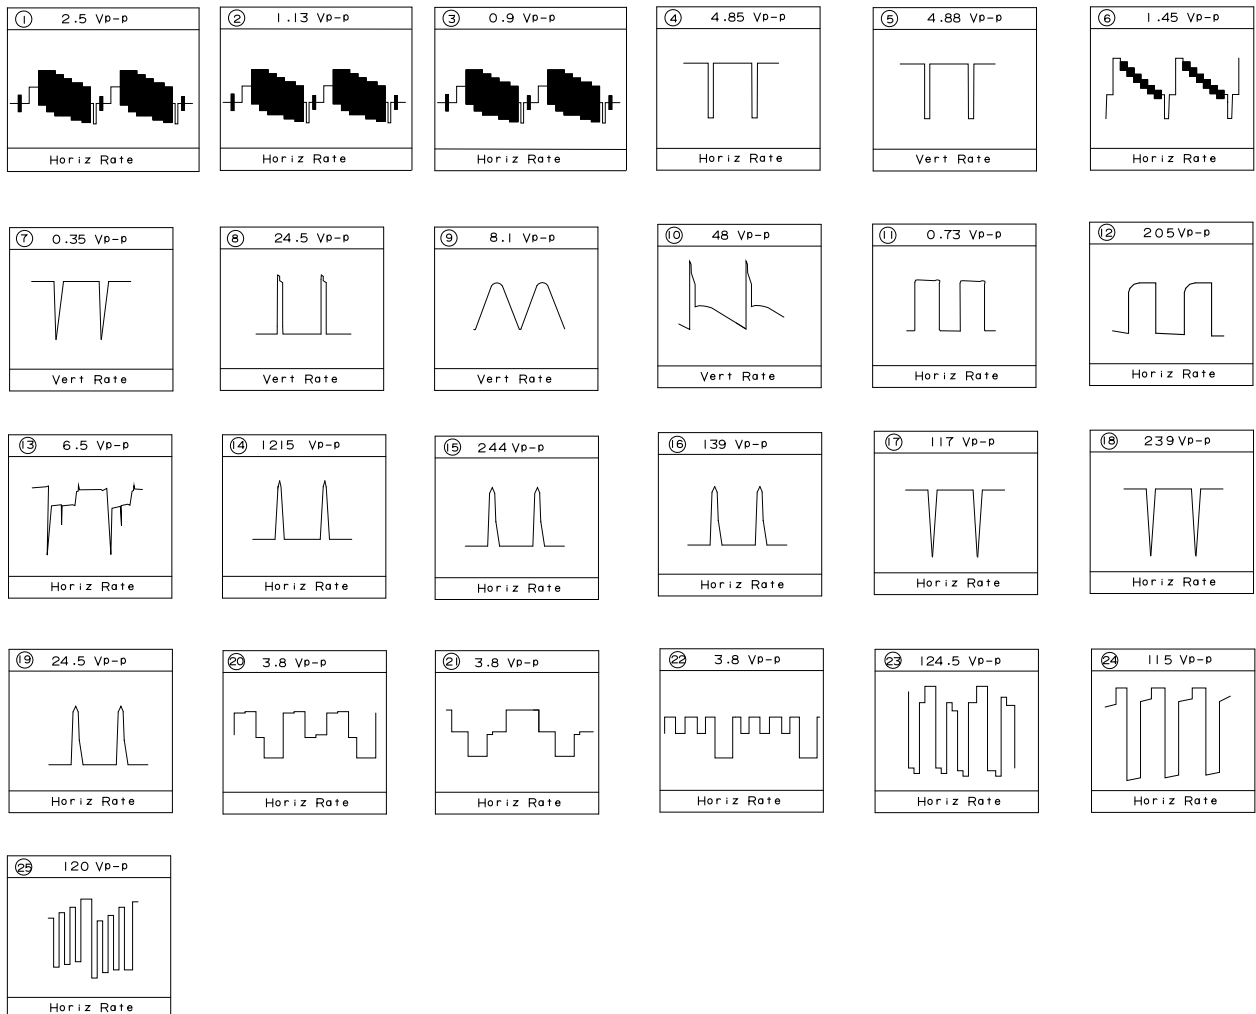 1 2.5 Vp-p
Horiz Rate
2 1.13 Vp-p
Horiz Rate
3 0.9 Vp-p
Horiz Rate
4 4.85 Vp-p
Horiz Rate
5 4.88 Vp-p
Vert Rate
6 1.45 Vp-p
Horiz Rate
7 0.35 Vp-p
Vert Rate
8 24.5 Vp-p
Vert Rate
9 8.1 Vp-p
Vert Rate
10 48 Vp-p
Vert Rate
11 0.73 Vp-p
Horiz Rate
12 205Vp-p
Horiz Rate
13 6.5 Vp-p
Horiz Rate
14 1215 Vp-p
Horiz Rate
15 244 Vp-p
Horiz Rate
16 139 Vp-p
Horiz Rate
17 117 Vp-p
Horiz Rate
18 239 Vp-p
Horiz Rate
19 24.5 Vp-p
Horiz Rate
20 3.8 Vp-p
Horiz Rate
21 3.8 Vp-p
Horiz Rate
22 3.8 Vp-p
Horiz Rate
23 124.5 Vp-p
Horiz Rate
24 115 Vp-p
Horiz Rate
25 120 Vp-p
Horiz Rate